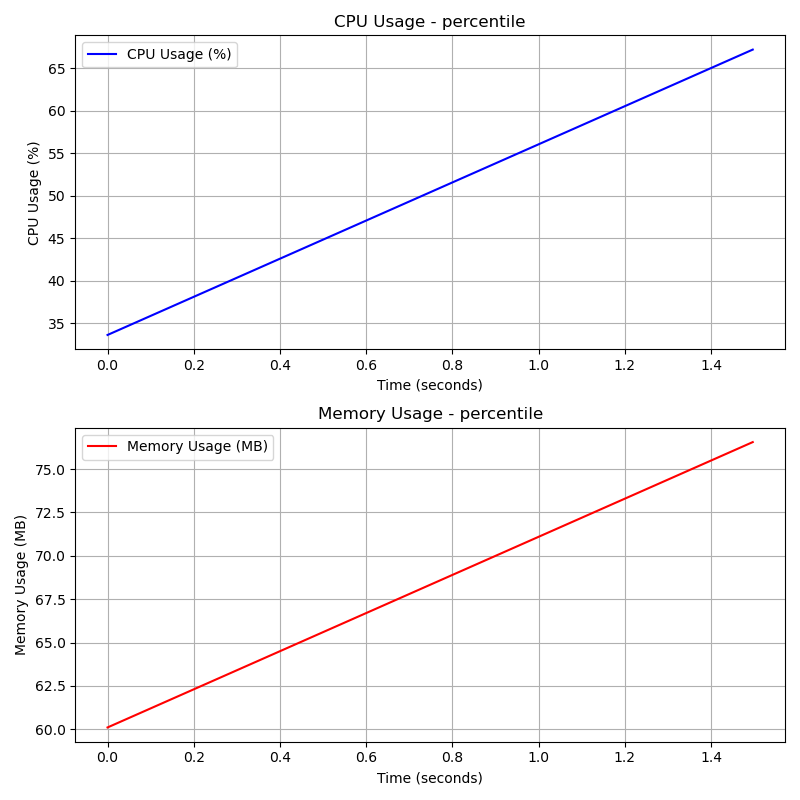 CPU Usage - percentile
CPU Usage (%)
65
60
55
50
45
40
35
CPU Usage (%)
0.0 0.2 0.4 0.6 0.8 1.0 1.2 1.4
Time (seconds)
Memory Usage - percentile
Memory Usage (MB)
75.0
72.5
70.0
67.5
65.0
62.5
60.0
Memory Usage (MB)
0.0 0.2 0.4 0.6 0.8 1.0 1.2 1.4
Time (seconds)